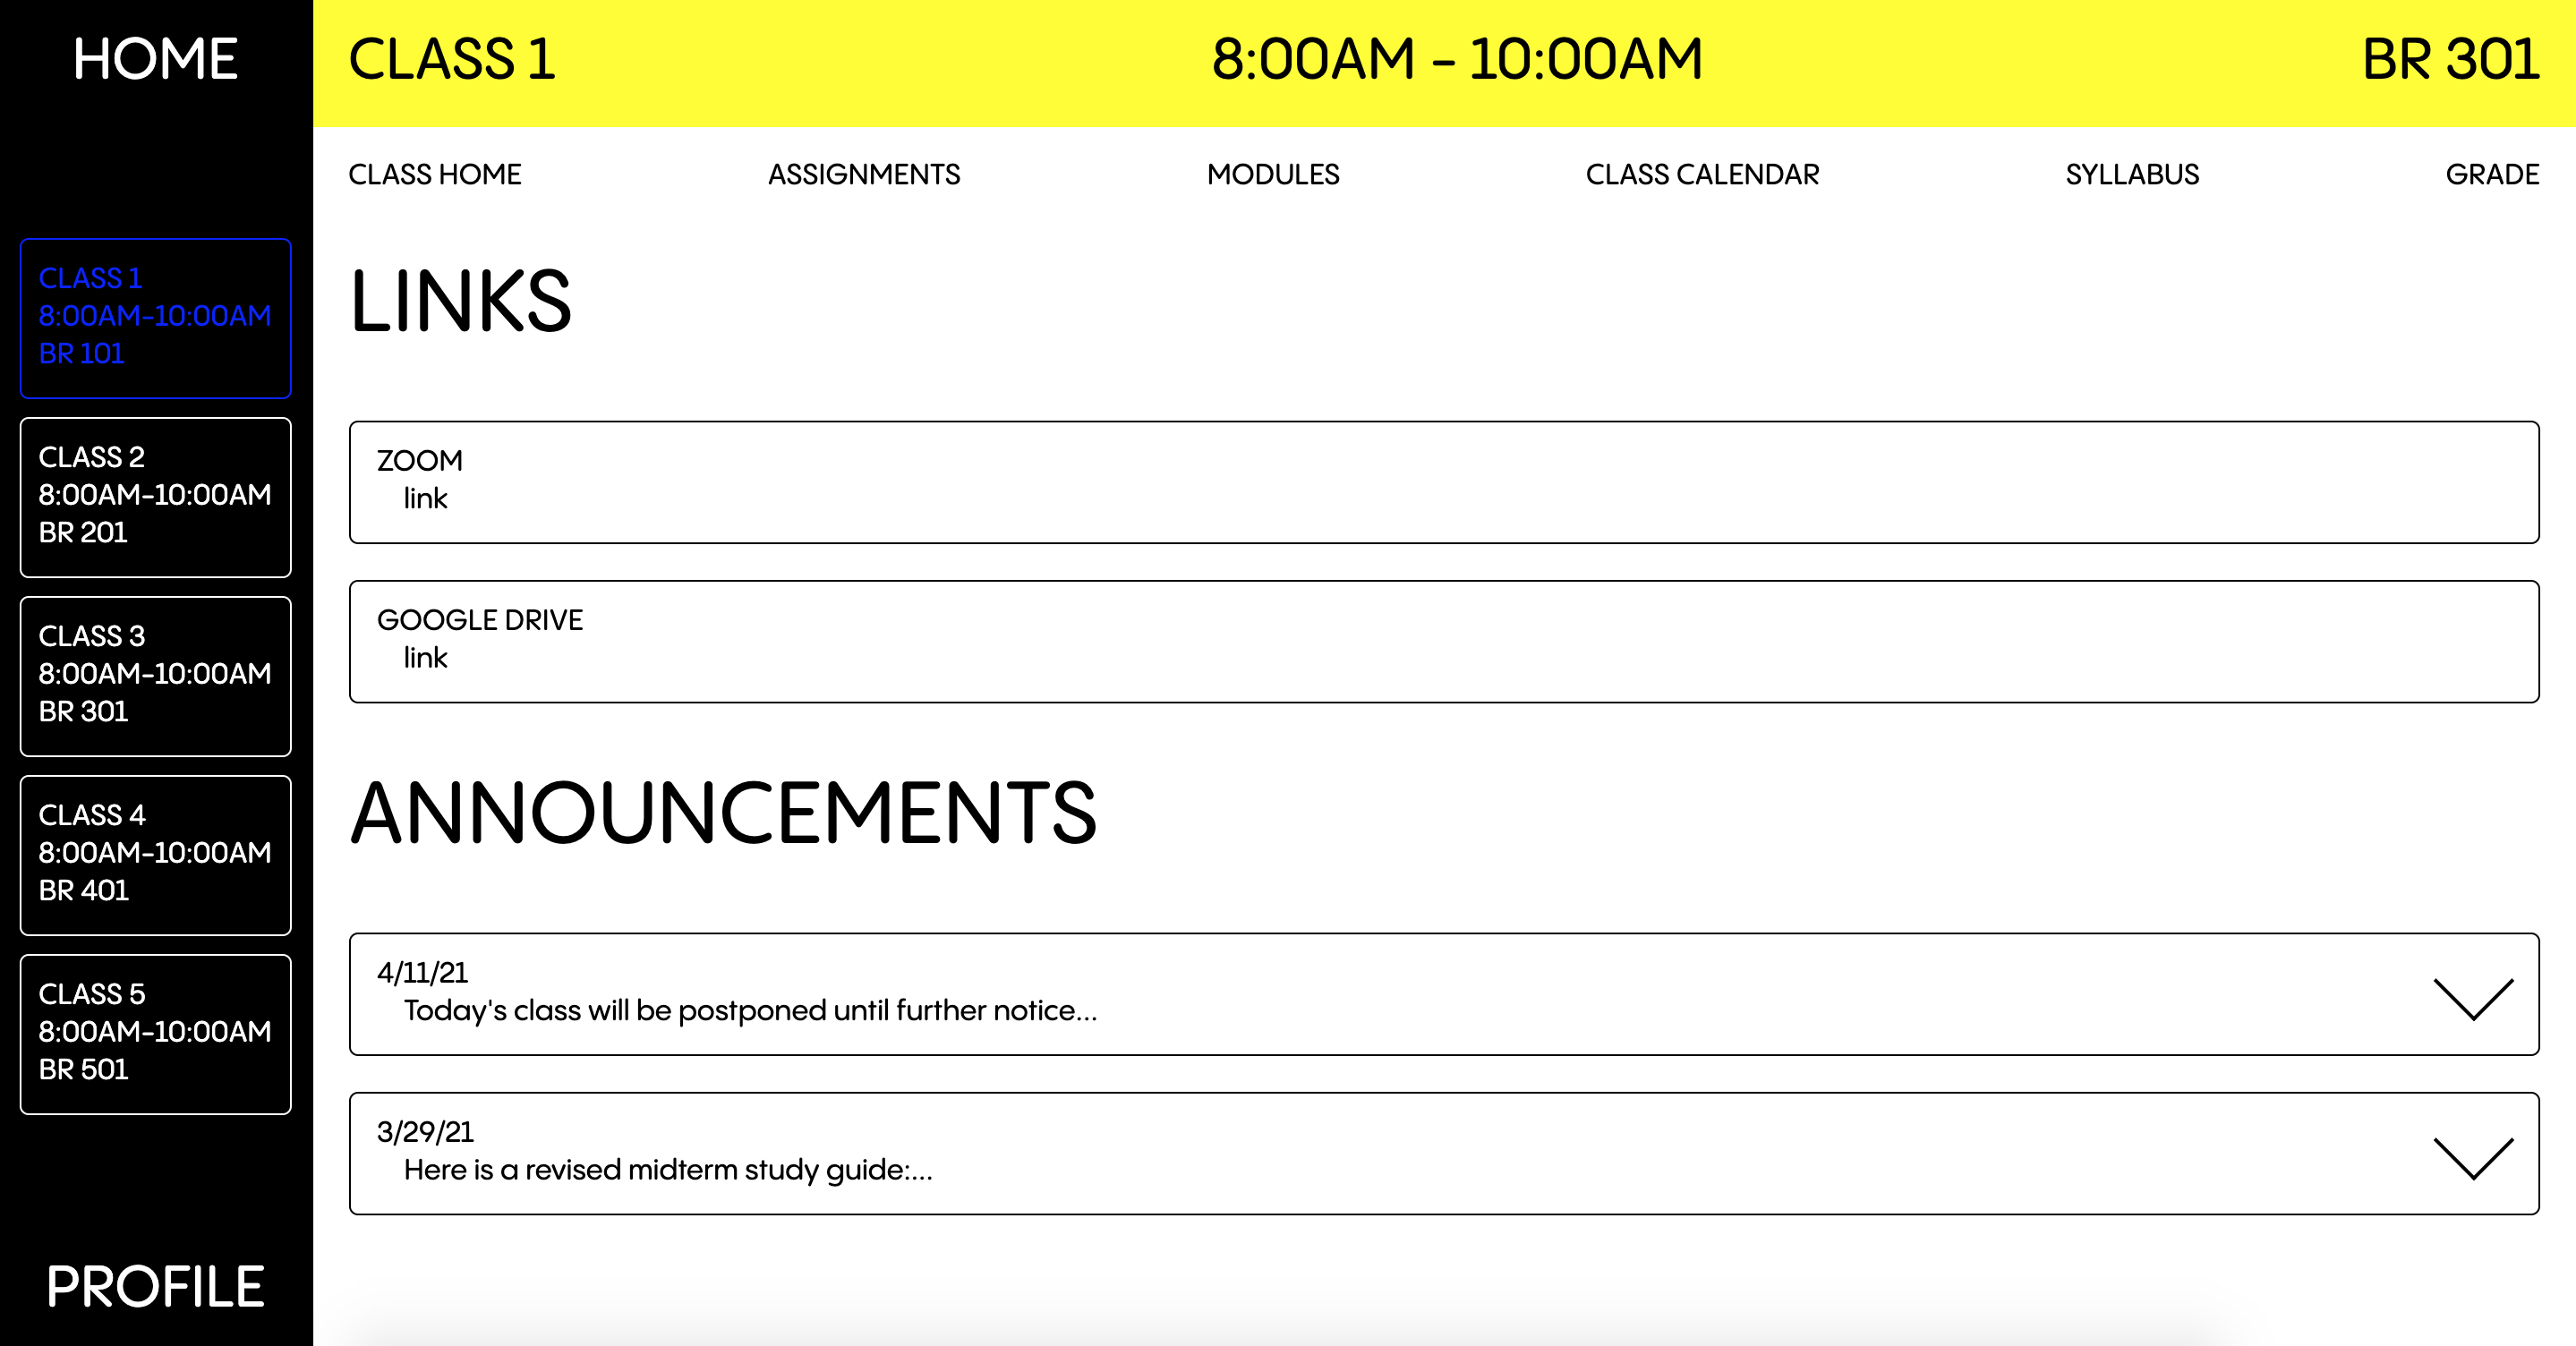 HOME
CLASS 1
8:00AM-10:00AM
BR 101
CLASS 2
8:00AM-10:00AM
BR 201
CLASS 3
8:00AM-10:00AM
BR 301
CLASS 4
8:00AM-10:00AM
BR 401
CLASS 5
8:00AM-10:00AM
BR 501
PROFILE
CLASS 1 8:00AM - 10:00AM BR 301
CLASS HOME ASSIGNMENTS MODULES CLASS CALENDAR SYLLABUS GRADE
LINKS
ZOOM
link
GOOGLE DRIVE
link
ANNOUNCEMENTS
4/11/21
Today's class will be postponed until further notice...
3/29/21
Here is a revised midterm study guide:...